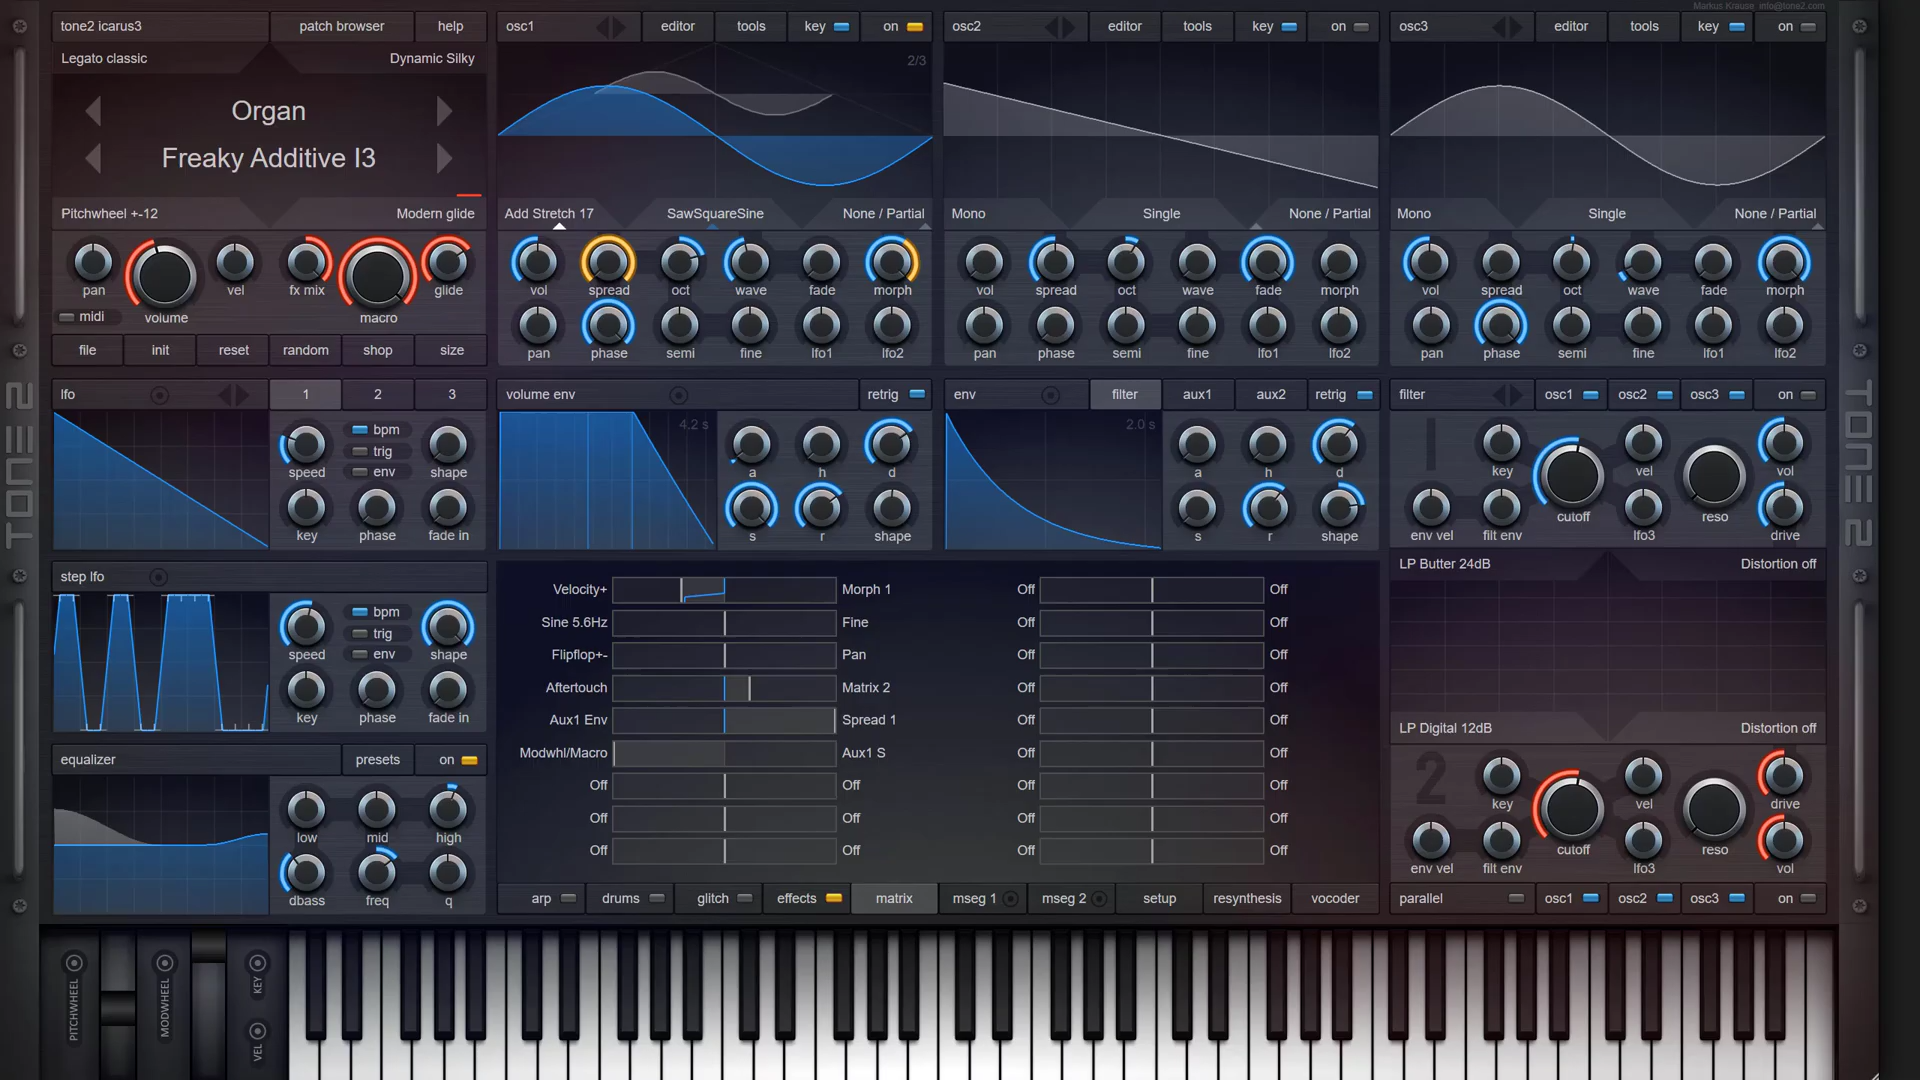 Markus Krause info@tone2.com
tone2 icarus3 patch browser help
Legato classic Dynamic Silky
Organ
Freaky Additive I3
Pitchwheel +-12 Modern glide
pan volume vel fx mix macro glide
midi
file init reset random shop size
osc1 editor tools key on
2/3
Add Stretch 17 SawSquareSine None / Partial
vol spread oct wave fade morph
pan phase semi fine lfo1 lfo2
osc2 editor tools key on
Mono Single None / Partial
vol spread oct wave fade morph
pan phase semi fine lfo1 lfo2
osc3 editor tools key on
Mono Single None / Partial
vol spread oct wave fade morph
pan phase semi fine lfo1 lfo2
TONE2
TONE2
lfo 1 2 3
bpm
trig
env
speed shape
key phase fade in
volume env retrig
4.2 s
a h d
s r shape
env filter aux1 aux2 retrig
2.0 s
a h d
s r shape
filter osc1 osc2 osc3 on
1
key cutoff vel reso vol
env vel filt env lfo3 drive
LP Butter 24dB Distortion off
step lfo
bpm
trig
env
speed shape
key phase fade in
Velocity+ Morph 1 Off Off
Sine 5.6Hz Fine Off Off
Flipflop+- Pan Off Off
Aftertouch Matrix 2 Off Off
Aux1 Env Spread 1 Off Off
Modwhl/Macro Aux1 S Off Off
Off Off Off Off
Off Off Off Off
Off Off Off Off
LP Digital 12dB Distortion off
2
key cutoff vel reso drive
env vel filt env lfo3 vol
equalizer presets on
low mid high
dbass freq q
arp drums glitch effects matrix mseg 1 mseg 2 setup resynthesis vocoder
parallel osc1 osc2 osc3 on
PITCHWHEEL
MODWHEEL
KEY
VEL